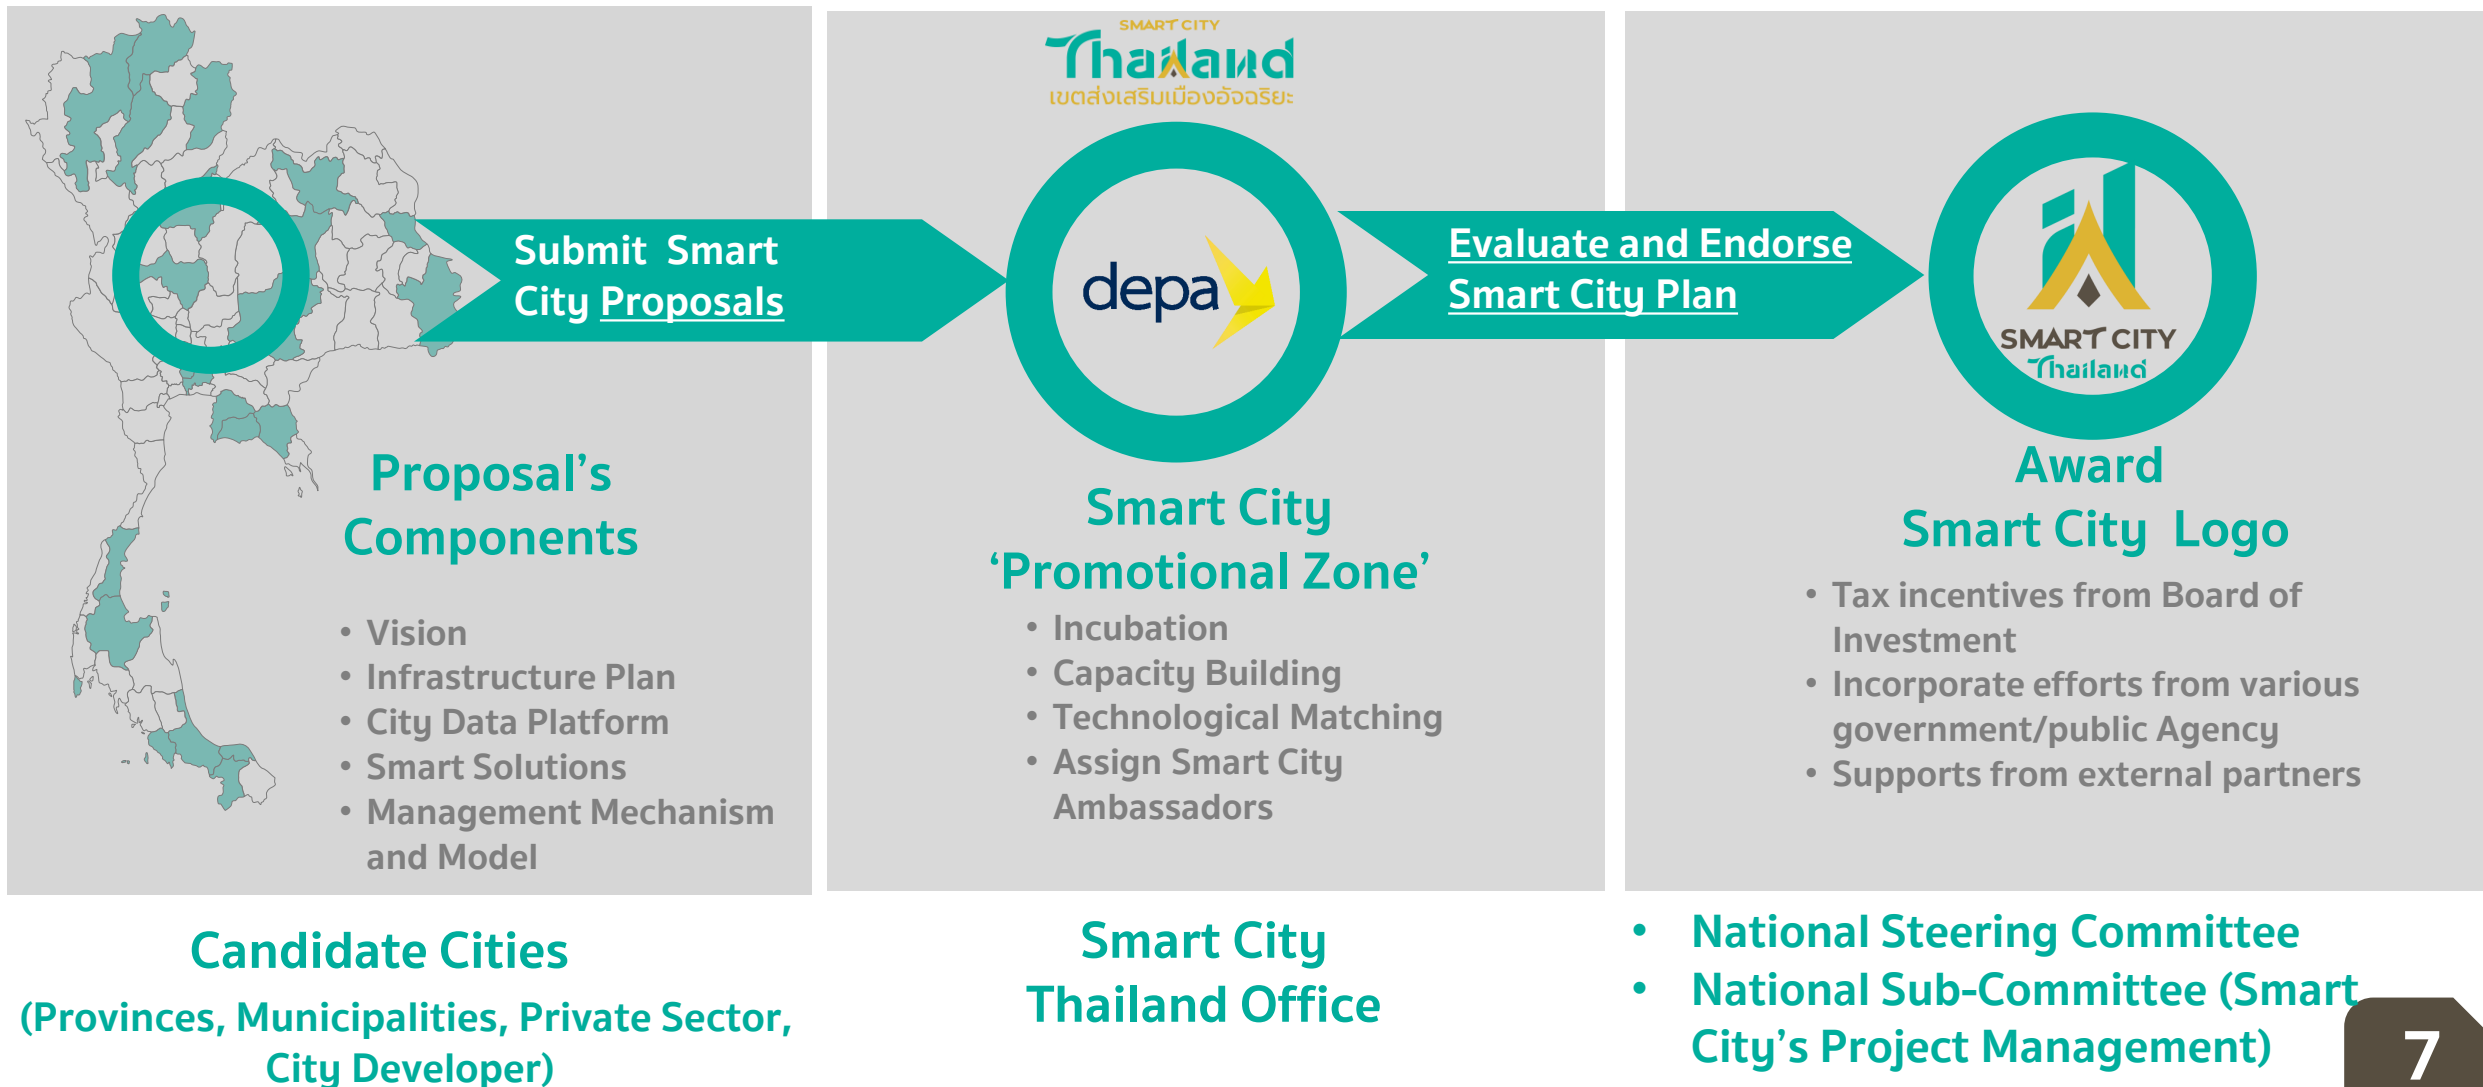 Submit Smart
City Proposals
Proposal’s
Components
• Vision
• Infrastructure Plan
• City Data Platform
• Smart Solutions
• Management Mechanism
and Model
Candidate Cities
(Provinces, Municipalities, Private Sector,
City Developer)
SMART CITY
Thailand
เขตส่งเสริมเมืองอัจฉริยะ
depa
Smart City
‘Promotional Zone’
• Incubation
• Capacity Building
• Technological Matching
• Assign Smart City
Ambassadors
Smart City
Thailand Office
Evaluate and Endorse
Smart City Plan
SMART CITY
Thailand
Award
Smart City Logo
• Tax incentives from Board of
Investment
• Incorporate efforts from various
government/public Agency
• Supports from external partners
• National Steering Committee
• National Sub-Committee (Smart
City’s Project Management)
7